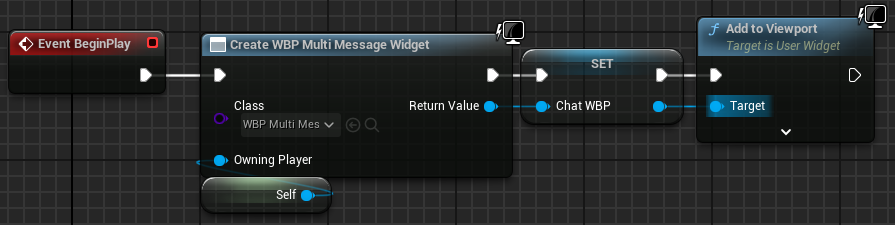 Event BeginPlay
Create WBP Multi Message Widget
Class
WBP Multi Mes
Return Value
Owning Player
Self
SET
Chat WBP
Add to Viewport
Target is User Widget
Target